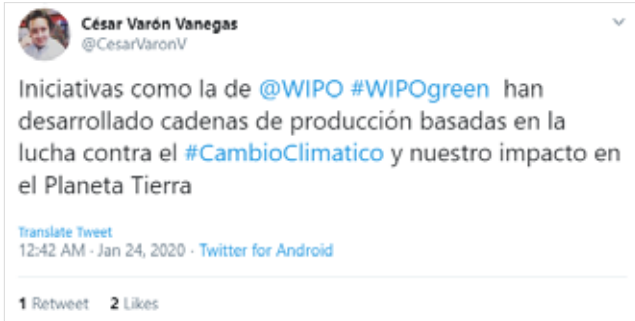 César Varón Vanegas
@CesarVaronV
Iniciativas como la de @WIPO #WIPOgreen han
desarrollado cadenas de producción basadas en la
lucha contra el #CambioClimatico y nuestro impacto en
el Planeta Tierra
Translate Tweet
12:42 AM · Jan 24, 2020 · Twitter for Android
1 Retweet 2 Likes